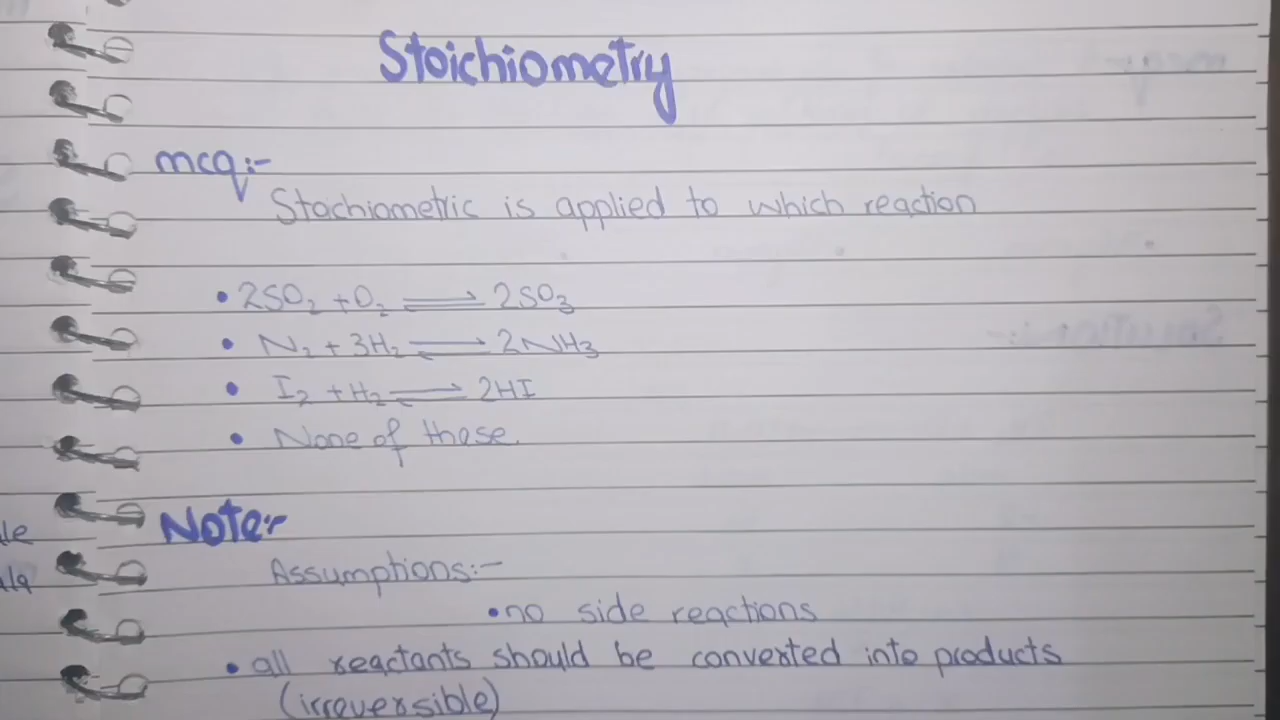 Stoichiometry
mcq:-
Stoichiometric is applied to which reaction
• 2SO₂ + O₂ ⇌ 2SO₃
• N₂ + 3H₂ ⇌ 2NH₃
• I₂ + H₂ ⇌ 2HI
• None of these.
Note:-
Assumptions:-
• no side reactions
• all reactants should be converted into products
(irreversible)